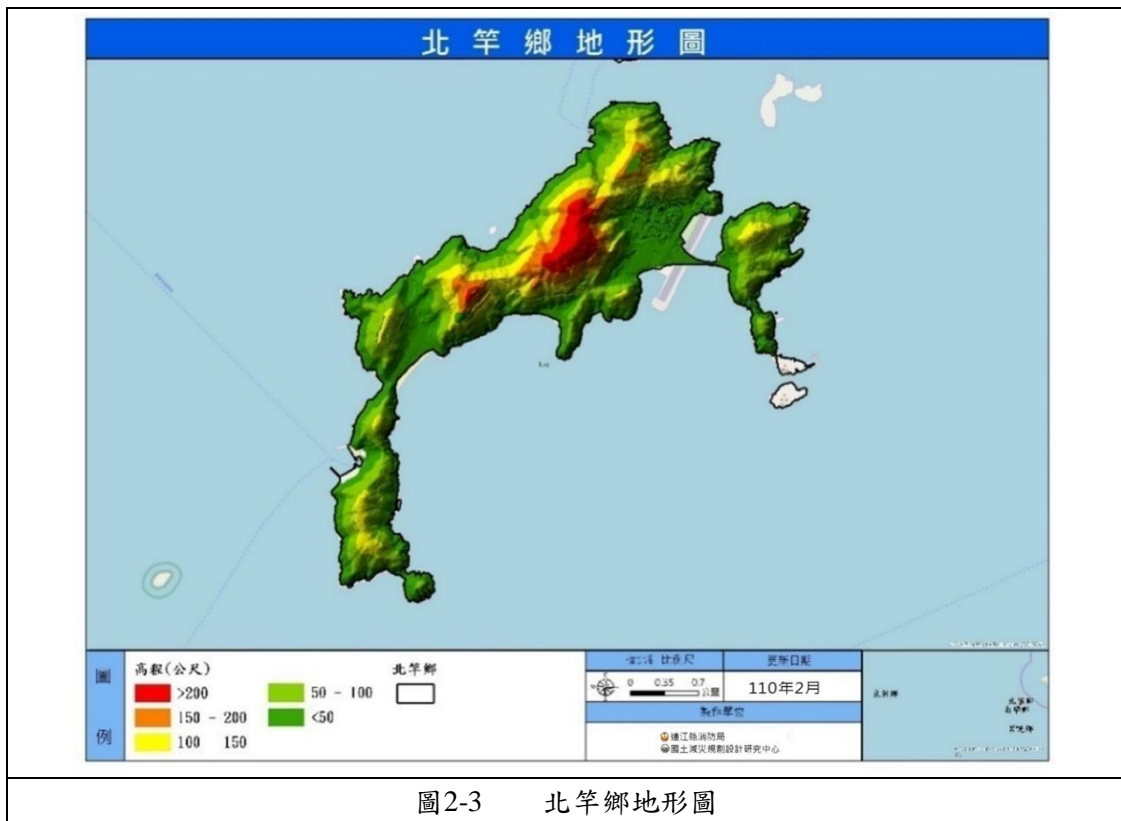 北竿鄉地形圖
圖例
高程(公尺)
>200
150 - 200
100 150
50 - 100
<50
北竿鄉
比例尺
0 0.35 0.7
公里
更新日期
110年2月
製作單位
連江縣消防局
國土減災規劃設計研究中心
圖2-3 北竿鄉地形圖